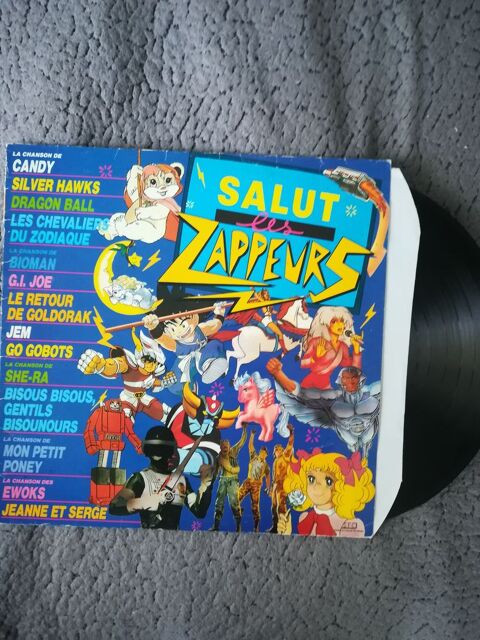 LA CHANSON DE
CANDY
SILVER HAWKS
DRAGON BALL
LES CHEVALIERS
DU ZODIAQUE
LA CHANSON DE
BIOMAN
G.I. JOE
LE RETOUR
DE GOLDORAK
JEM
GO GOBOTS
LA CHANSON DE
SHE-RA
BISOUS BISOUS,
GENTILS
BISOUNOURS
LA CHANSON DE
MON PETIT
PONEY
LA CHANSON DES
EWOKS
JEANNE ET SERGE
SALUT
les
ZAPPEURS